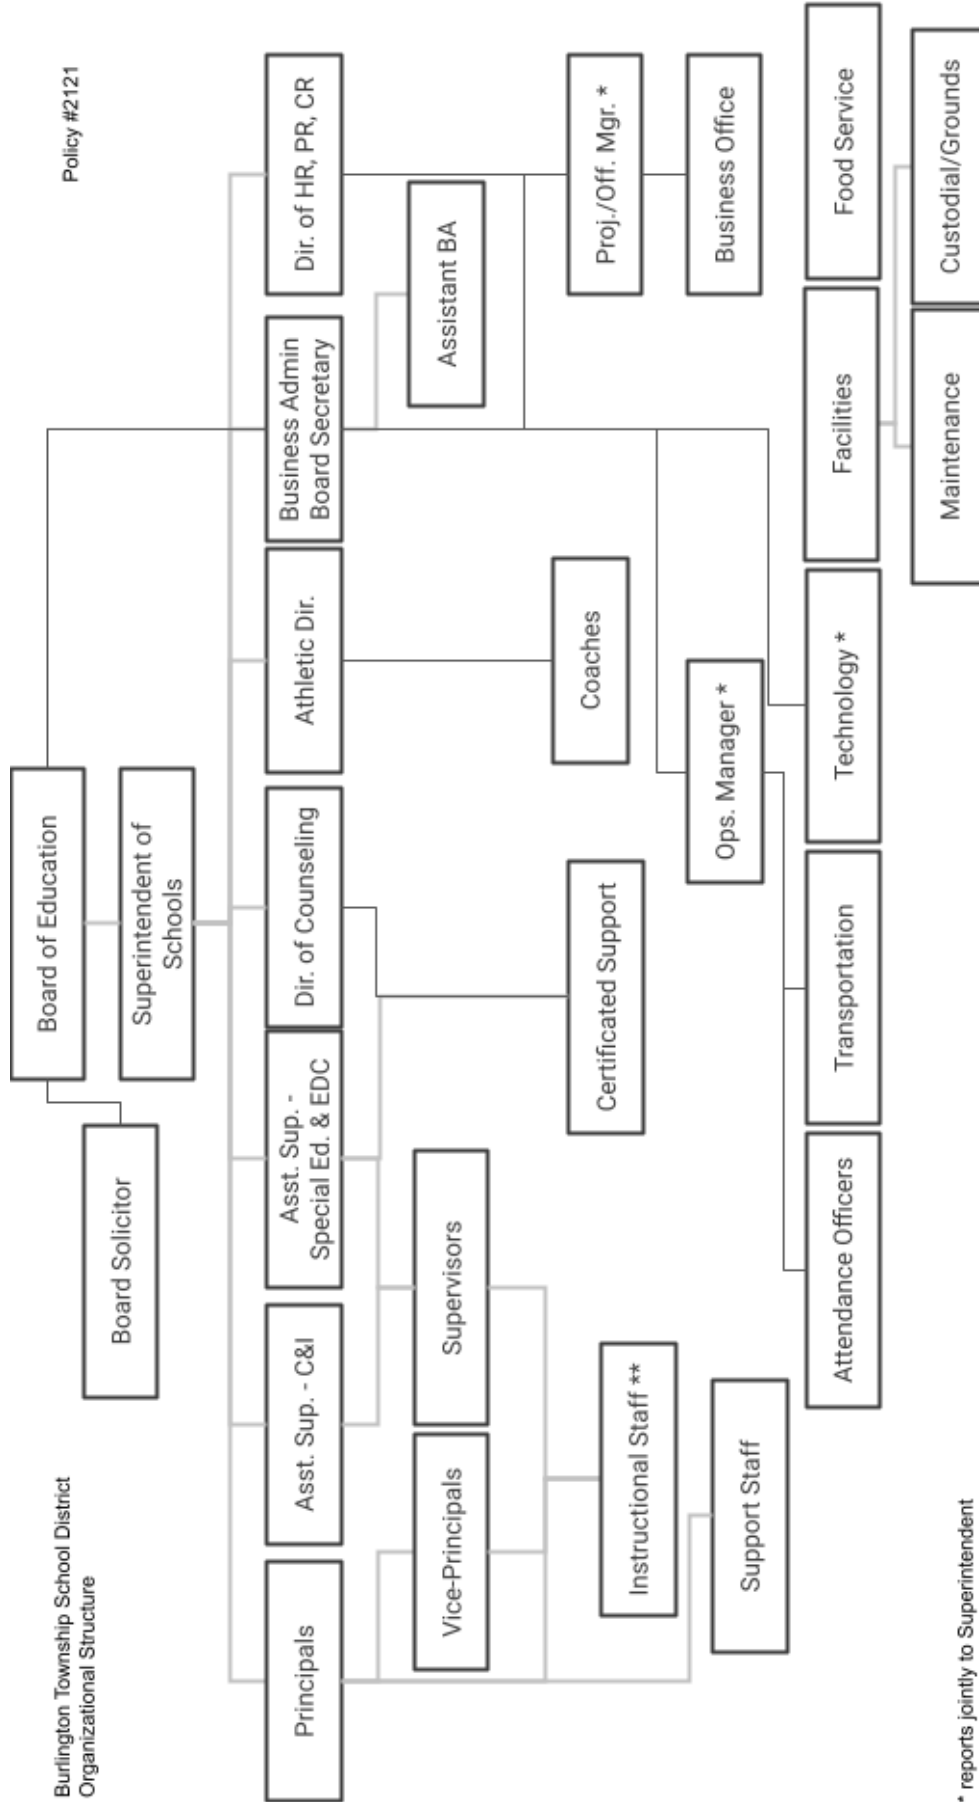 Burlington Township School District
Organizational Structure
Policy #2121
Board of Education
Board Solicitor
Superintendent of
Schools
Principals
Asst. Sup. - C&I
Asst. Sup. -
Special Ed. & EDC
Dir. of Counseling
Athletic Dir.
Business Admin
Board Secretary
Dir. of HR, PR, CR
Vice-Principals
Supervisors
Assistant BA
Instructional Staff **
Certificated Support
Coaches
Proj./Off. Mgr. *
Support Staff
Ops. Manager *
Business Office
Attendance Officers
Transportation
Technology *
Facilities
Food Service
Maintenance
Custodial/Grounds
* reports jointly to Superintendent